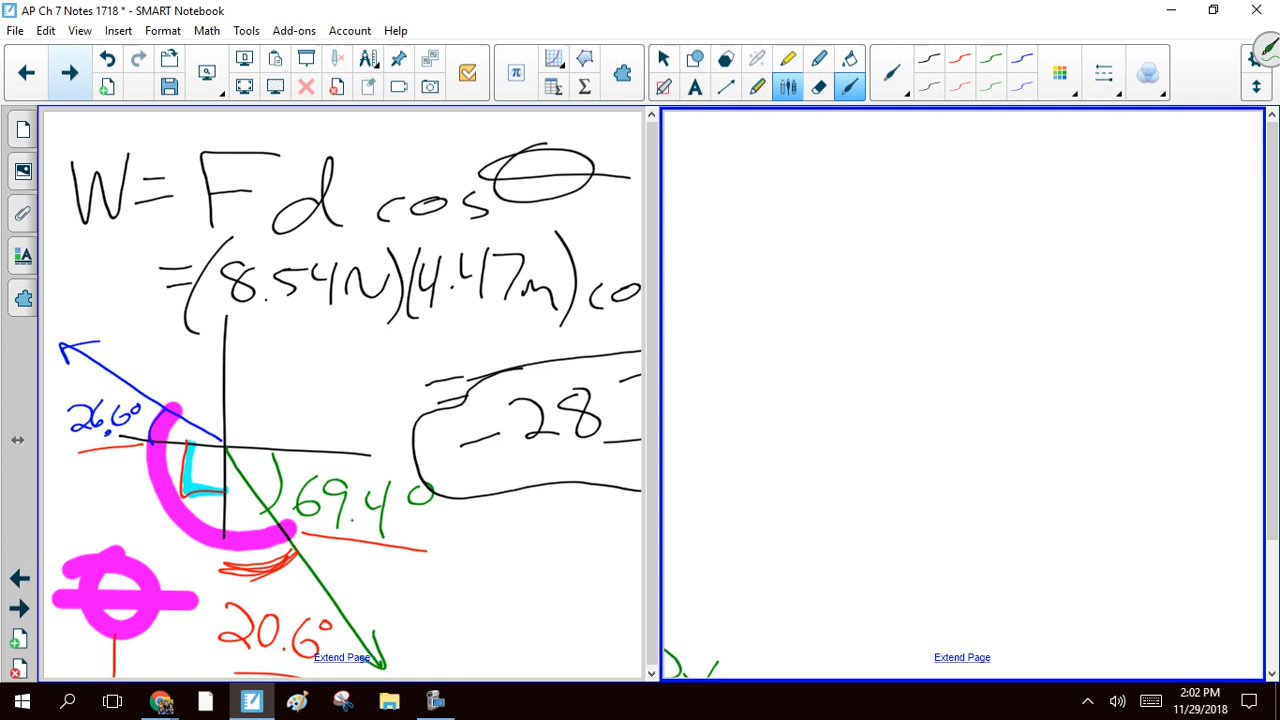 AP Ch 7 Notes 1718 * - SMART Notebook
File Edit View Insert Format Math Tools Add-ons Account Help
W = Fd cosθ
= (8.54N)(4.47m) co
= -28
26.6°
69.4°
θ
20.6°
Extend Page
Extend Page
2:02 PM
11/29/2018